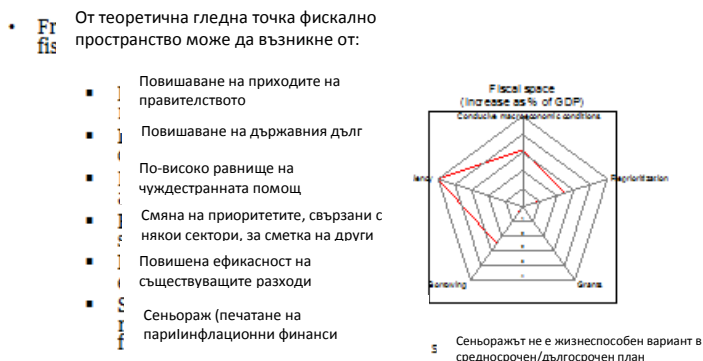 От теоретична гледна точка фискално
пространство може да възникне от:
Повишаване на приходите на
правителството
Повишаване на държавния дълг
По-високо равнище на
чуждестранната помощ
Смяна на приоритетите, свързани с
някои сектори, за сметка на други
Повишена ефикасност на
съществуващите разходи
Сеньораж (печатане на
париІинфлационни финанси
Fiscal space
(increase as % of GDP)
Conducive macroeconomic conditions
Reprioritization
Grants
Borrowing
Сеньоражът не е жизнеспособен вариант в
средносрочен/дългосрочен план